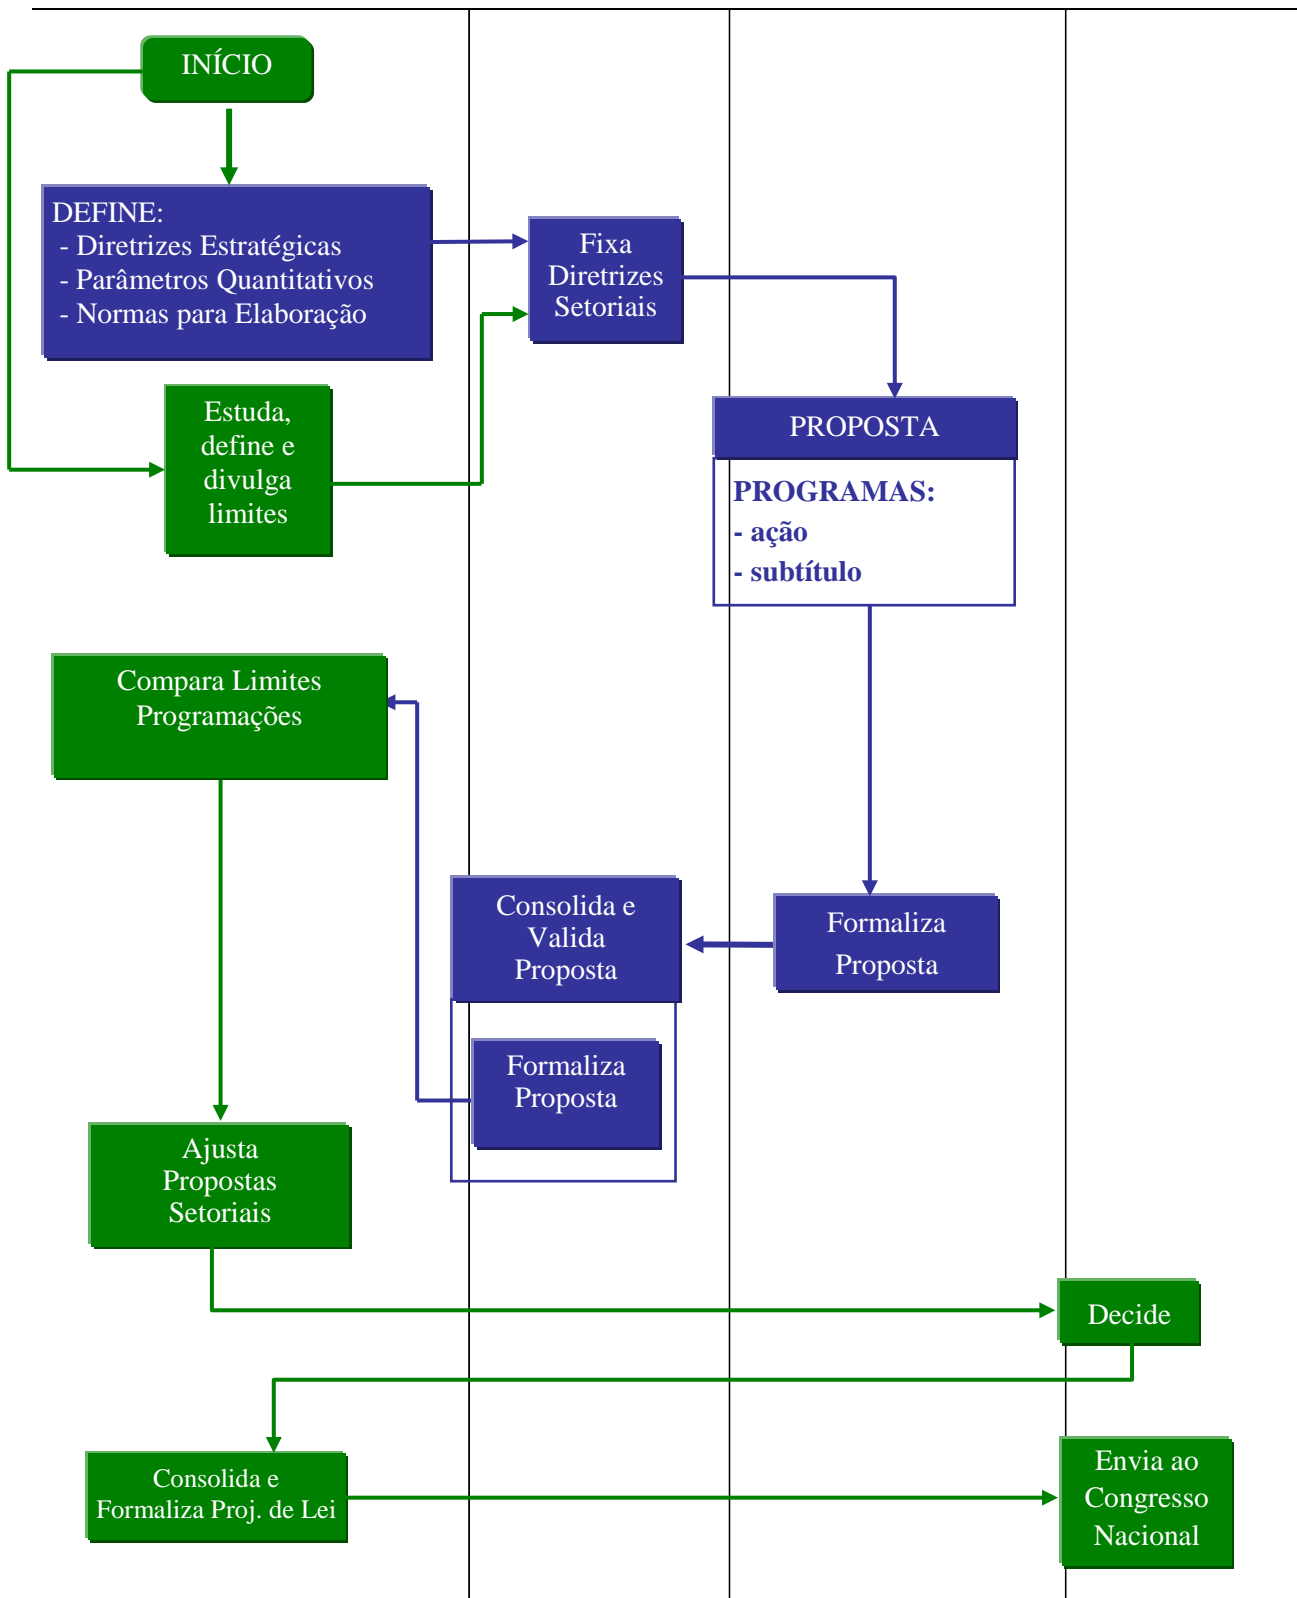 INÍCIO
DEFINE:
- Diretrizes Estratégicas
- Parâmetros Quantitativos
- Normas para Elaboração
Fixa
Diretrizes
Setoriais
Estuda,
define e
divulga
limites
PROPOSTA
PROGRAMAS:
- ação
- subtítulo
Compara Limites
Programações
Consolida e
Valida
Proposta
Formaliza
Proposta
Formaliza
Proposta
Ajusta
Propostas
Setoriais
Decide
Consolida e
Formaliza Proj. de Lei
Envia ao
Congresso
Nacional